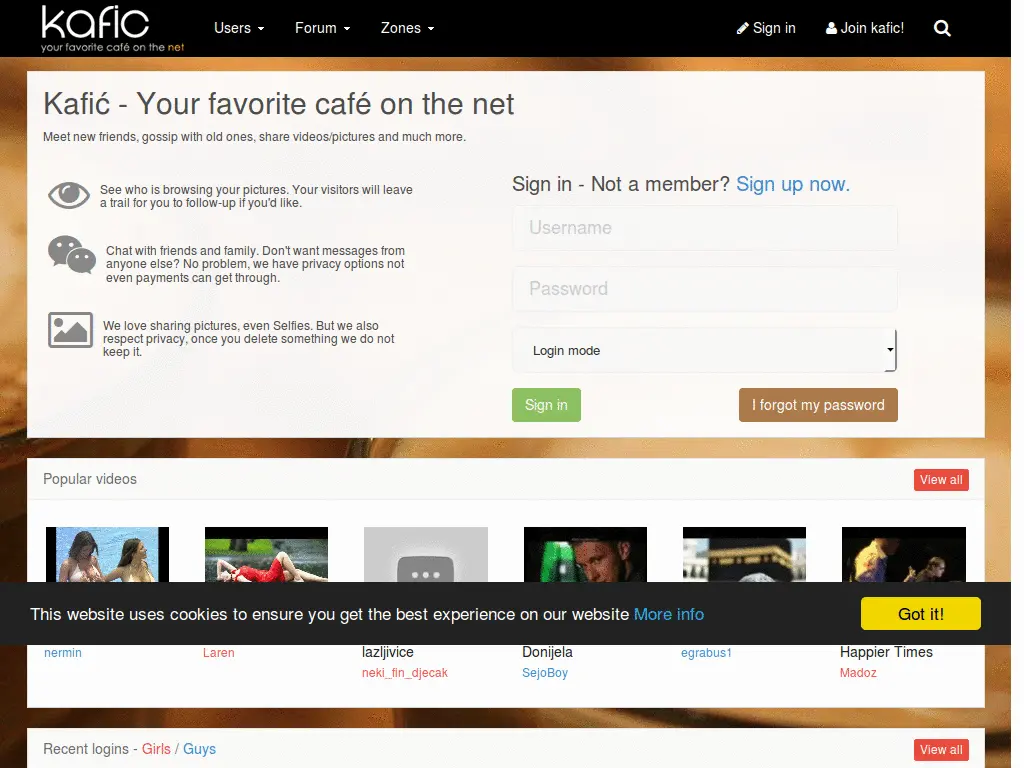 kafic
your favorite café on the net
Users
Forum
Zones
Sign in
Join kafic!
Kafić - Your favorite café on the net
Meet new friends, gossip with old ones, share videos/pictures and much more.
See who is browsing your pictures. Your visitors will leave
a trail for you to follow-up if you'd like.
Chat with friends and family. Don't want messages from
anyone else? No problem, we have privacy options not
even payments can get through.
We love sharing pictures, even Selfies. But we also
respect privacy, once you delete something we do not
keep it.
Sign in - Not a member? Sign up now.
Username
Password
Login mode
Sign in
I forgot my password
Popular videos
View all
This website uses cookies to ensure you get the best experience on our website More info
Got it!
nermin
Laren
lazljivice
neki_fin_djecak
Donijela
SejoBoy
egrabus1
Happier Times
Madoz
Recent logins - Girls / Guys
View all